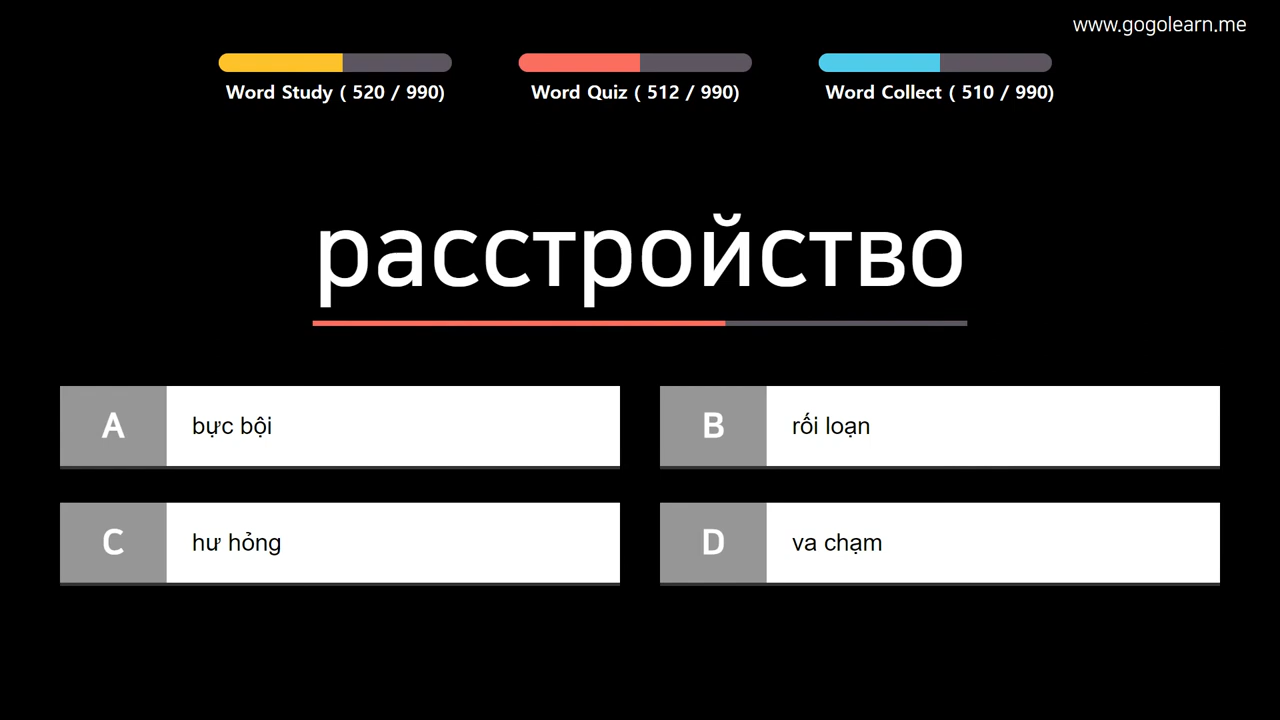 www.gogolearn.me
Word Study ( 520 / 990)
Word Quiz ( 512 / 990)
Word Collect ( 510 / 990)
расстройство
A bực bội
B rối loạn
C hư hỏng
D va chạm